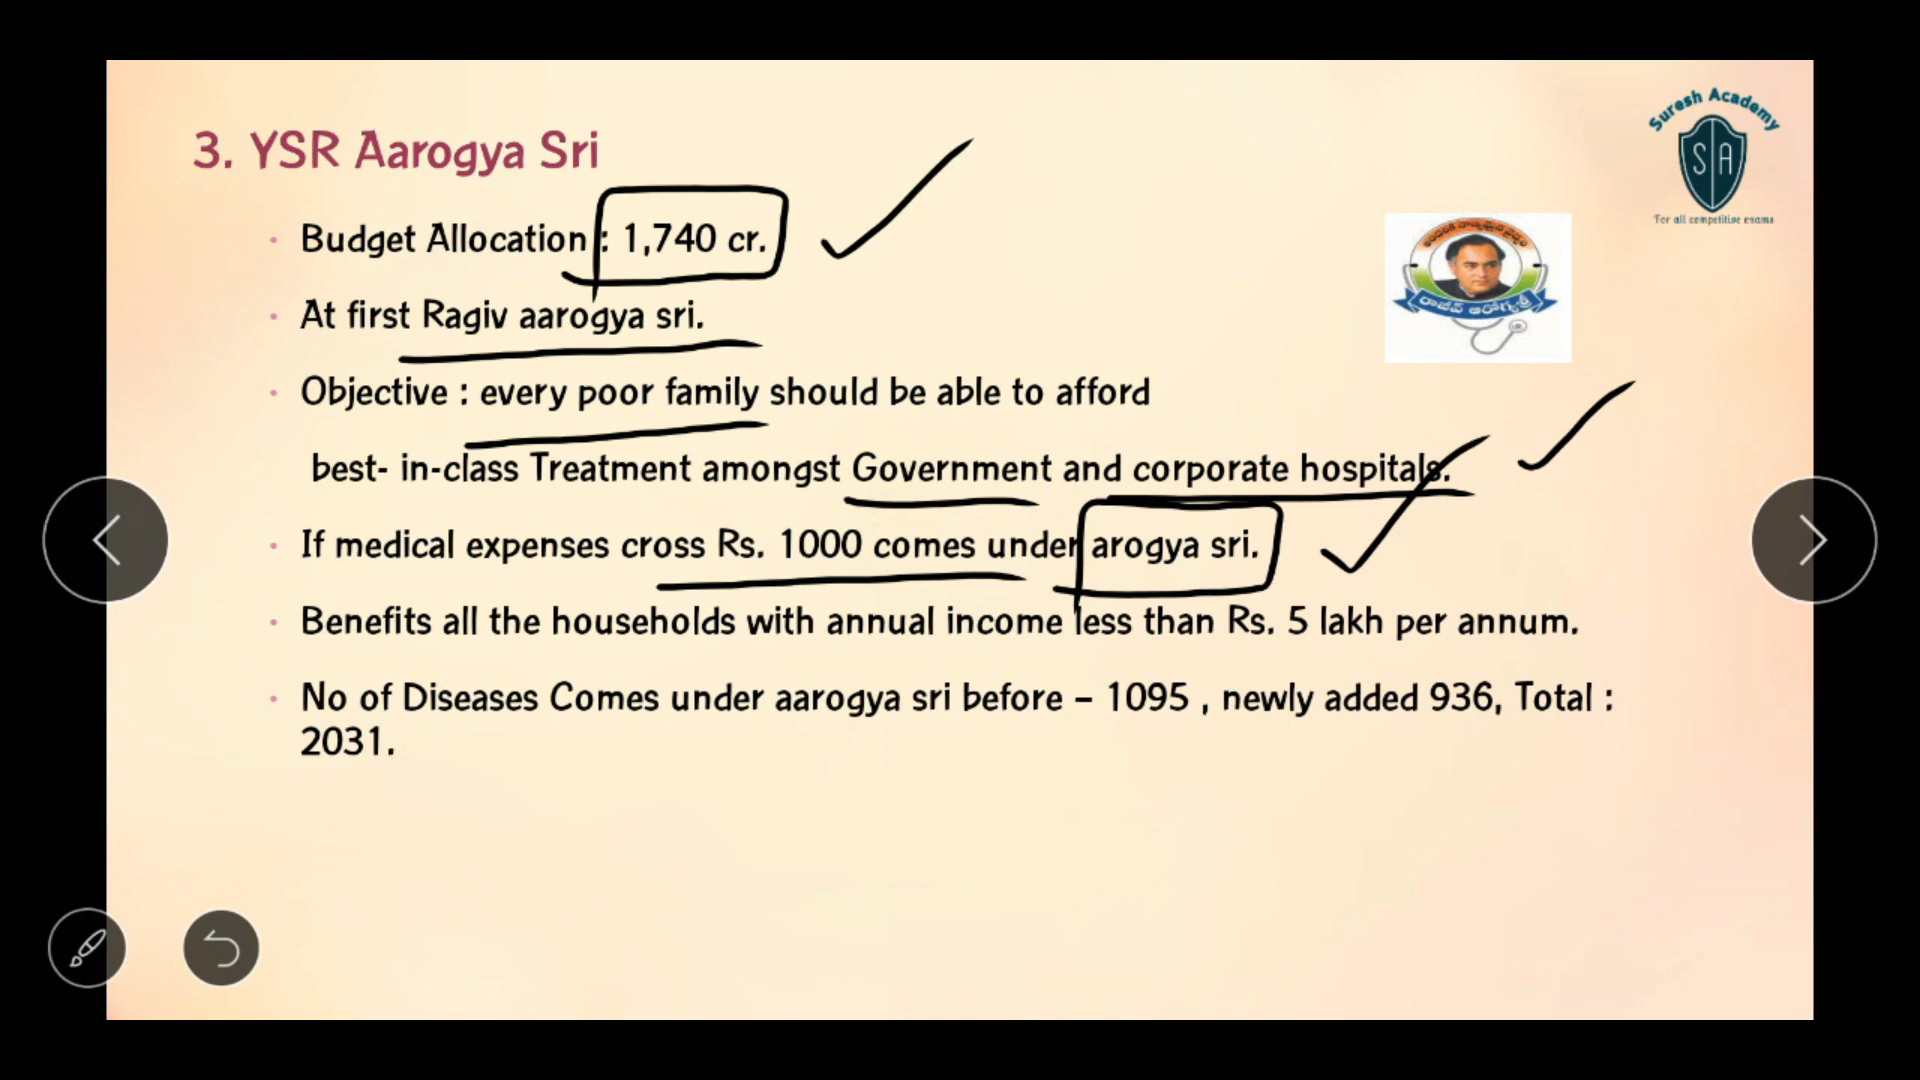 Suresh Academy
SA
For all competitive exams
3. YSR Aarogya Sri
• Budget Allocation : 1,740 cr.
• At first Ragiv aarogya sri.
• Objective : every poor family should be able to afford
best- in-class Treatment amongst Government and corporate hospitals.
• If medical expenses cross Rs. 1000 comes under arogya sri.
• Benefits all the households with annual income less than Rs. 5 lakh per annum.
• No of Diseases Comes under aarogya sri before – 1095 , newly added 936, Total :
2031.
రాజీవ్ ఆరోగ్యశ్రీ